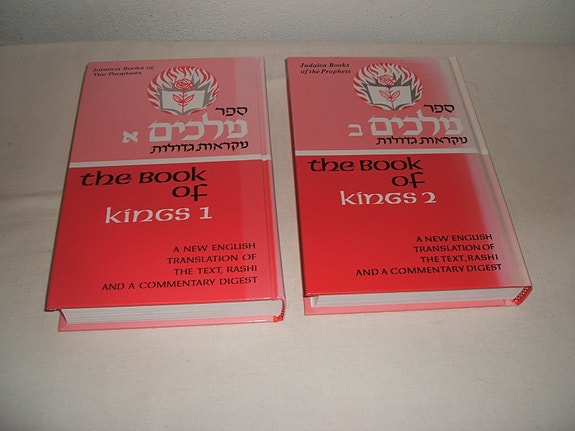 Judaica Books of
The Prophets
ספר
מלכים א
מקראות גדולות
the Book
of
Kings 1
A NEW ENGLISH
TRANSLATION OF
THE TEXT, RASHI
AND A COMMENTARY DIGEST
Judaica Books
of the Prophets
ספר
מלכים ב
מקראות גדולות
the Book
of
Kings 2
A NEW ENGLISH
TRANSLATION OF
THE TEXT, RASHI
AND A COMMENTARY DIGEST